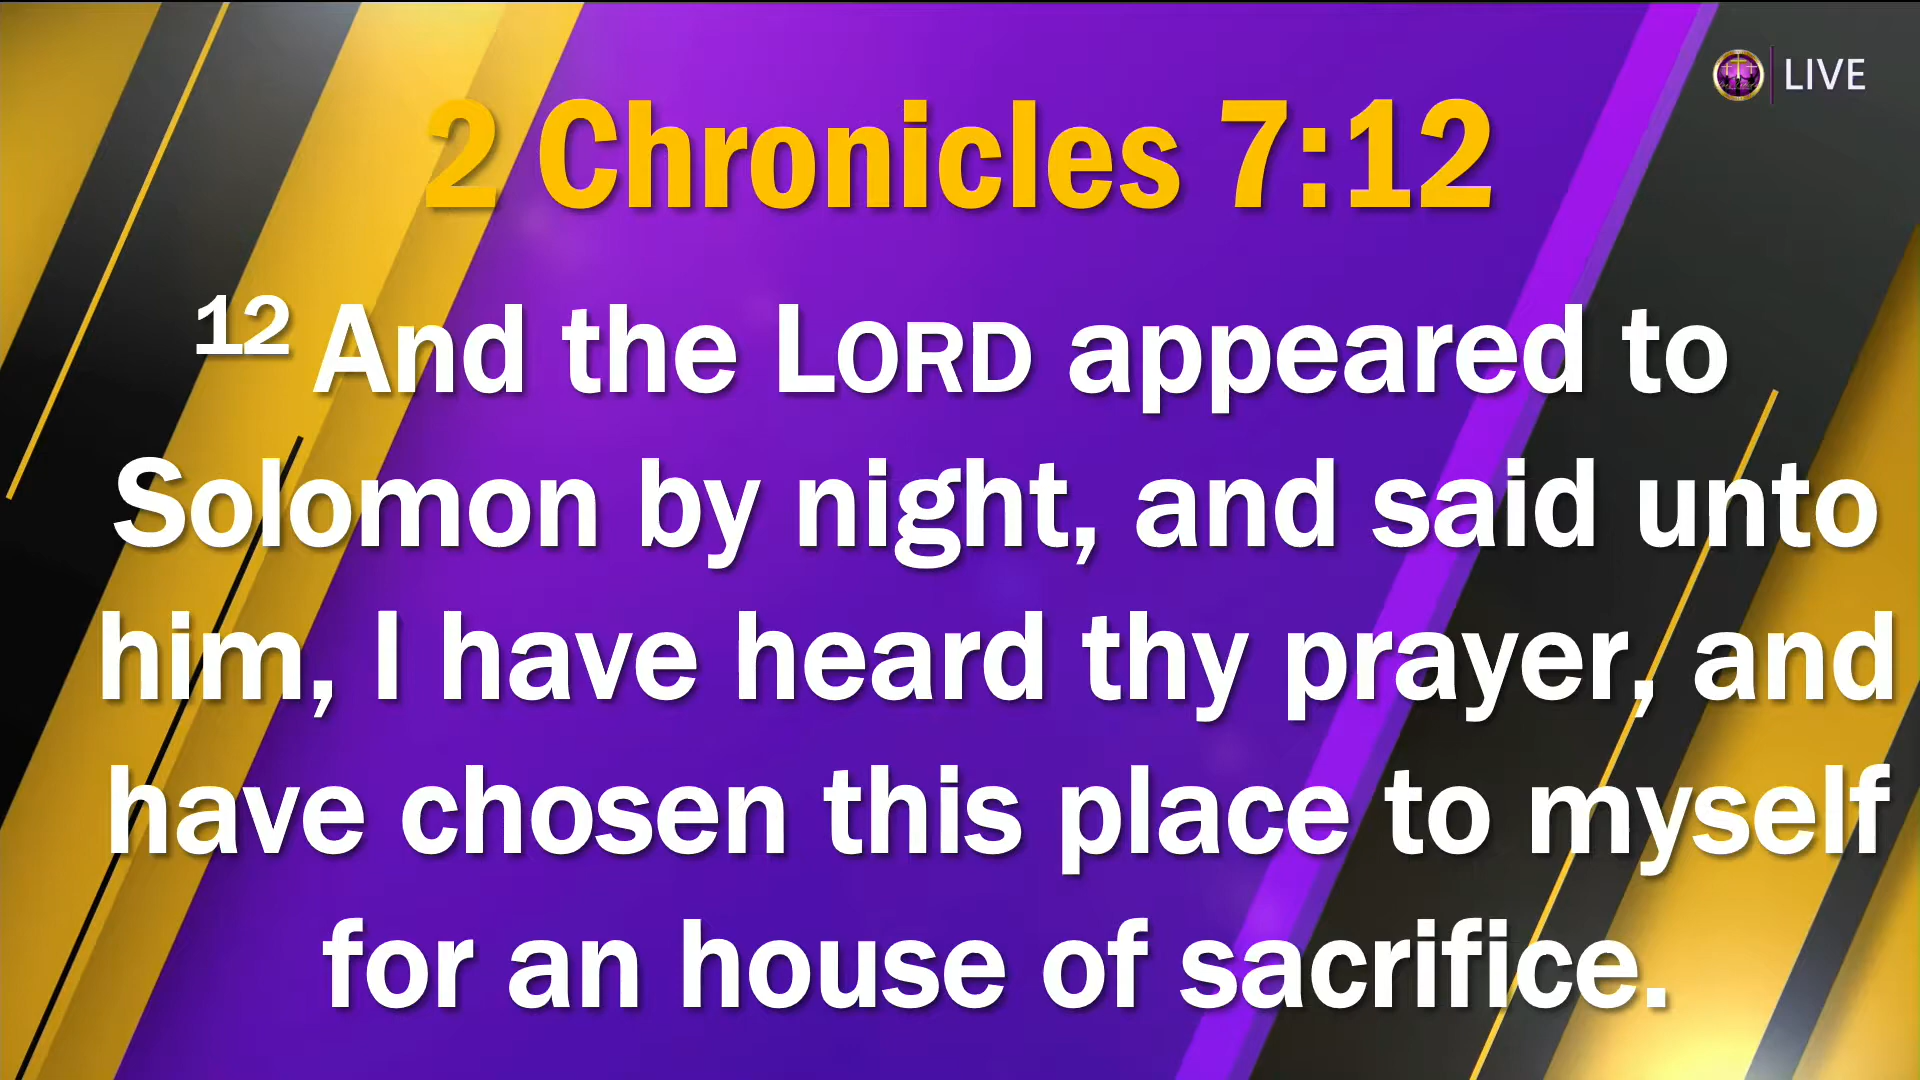 LIVE
2 Chronicles 7:12
12 And the LORD appeared to
Solomon by night, and said unto
him, I have heard thy prayer, and
have chosen this place to myself
for an house of sacrifice.